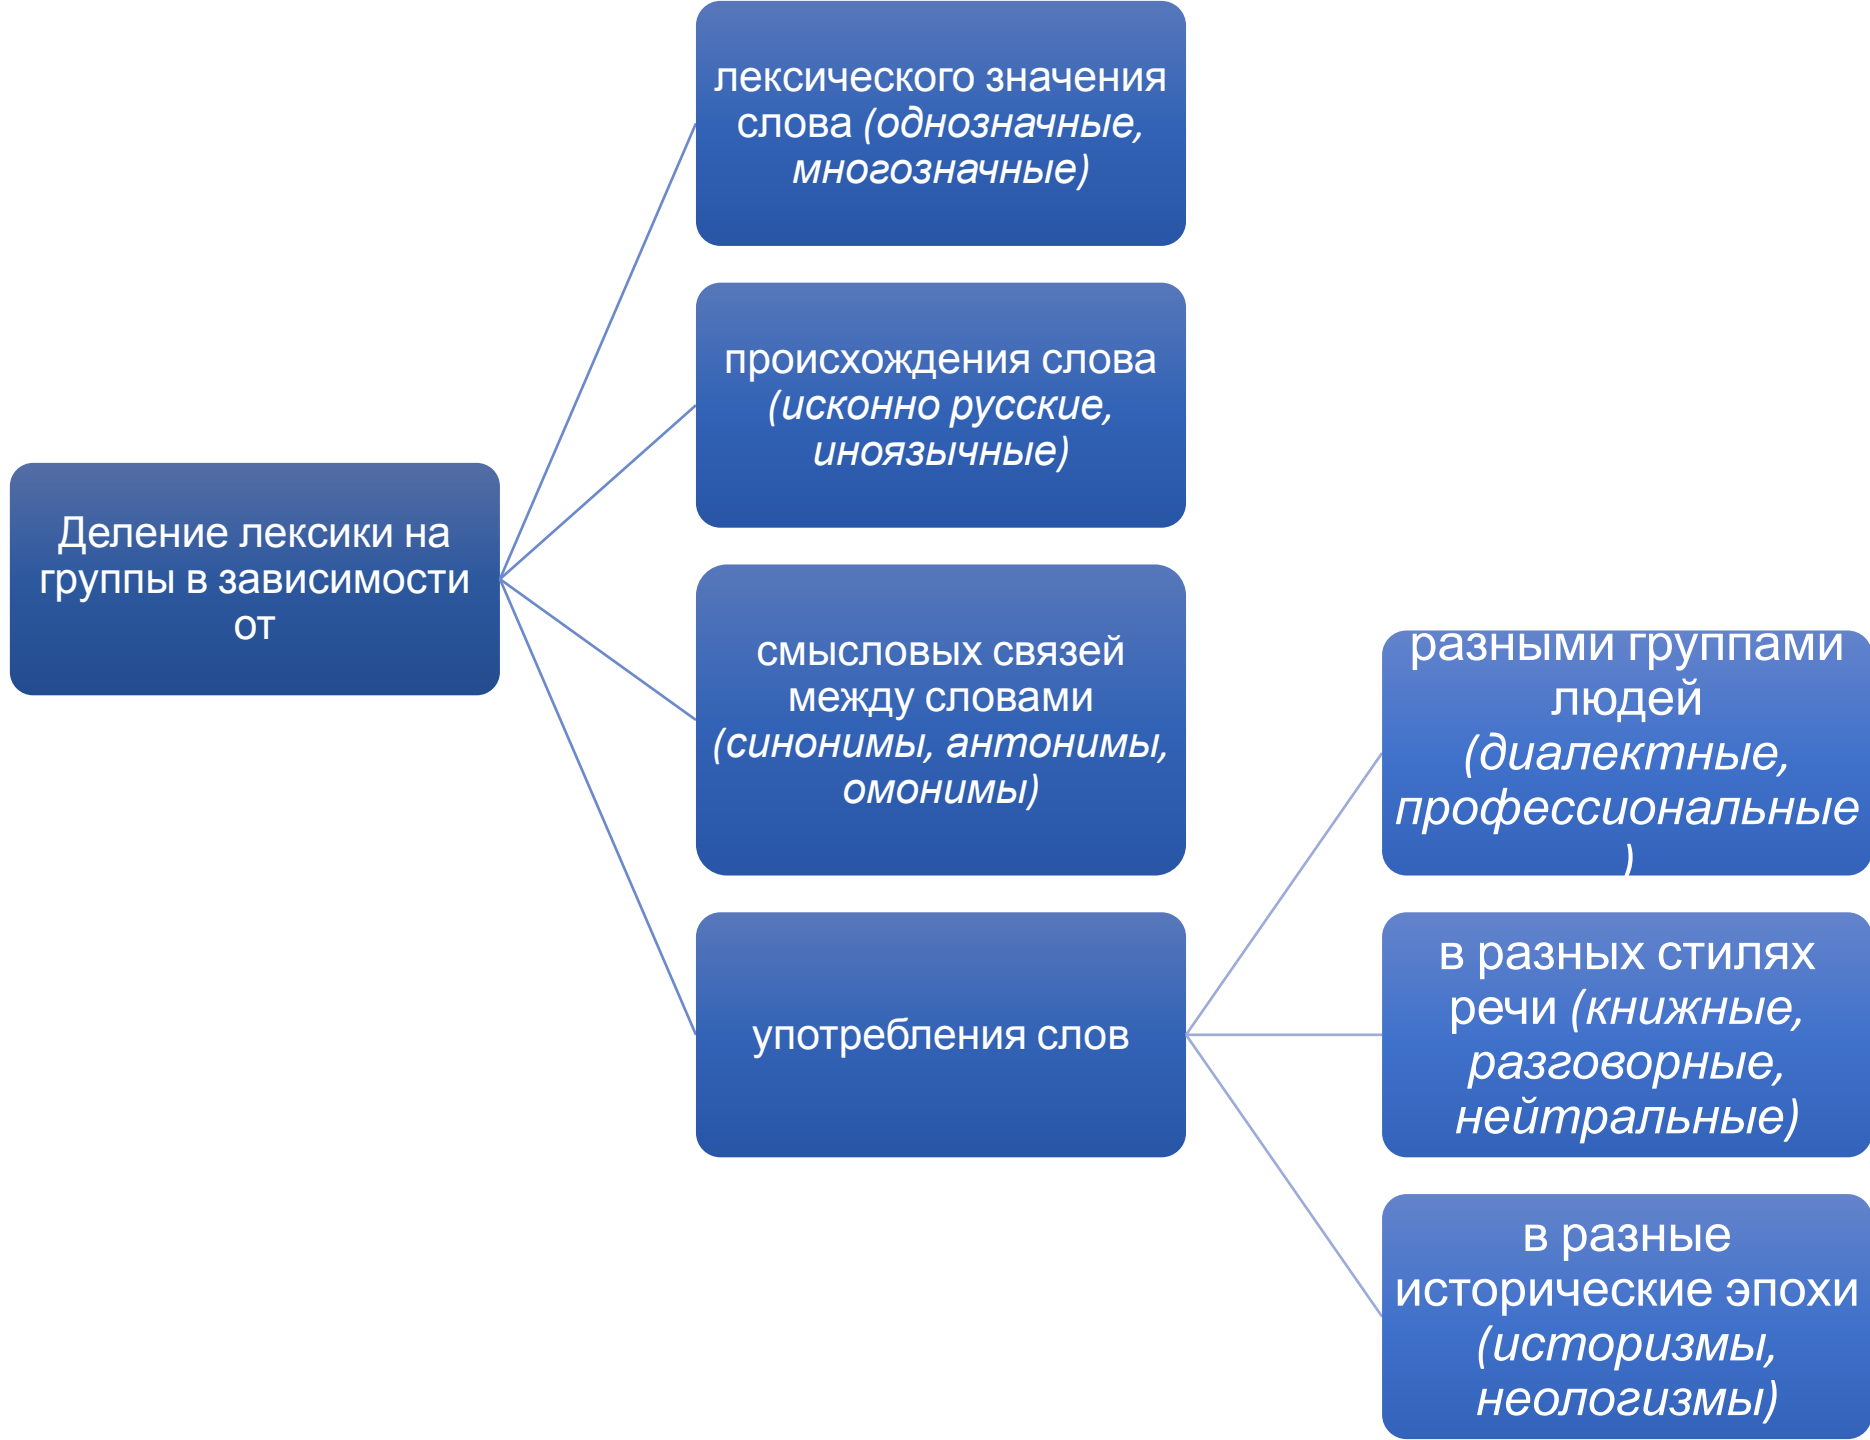 Деление лексики на
группы в зависимости
от
лексического значения
слова (однозначные,
многозначные)
происхождения слова
(исконно русские,
иноязычные)
смысловых связей
между словами
(синонимы, антонимы,
омонимы)
употребления слов
разными группами
людей
(диалектные,
профессиональные
)
в разных стилях
речи (книжные,
разговорные,
нейтральные)
в разные
исторические эпохи
(историзмы,
неологизмы)